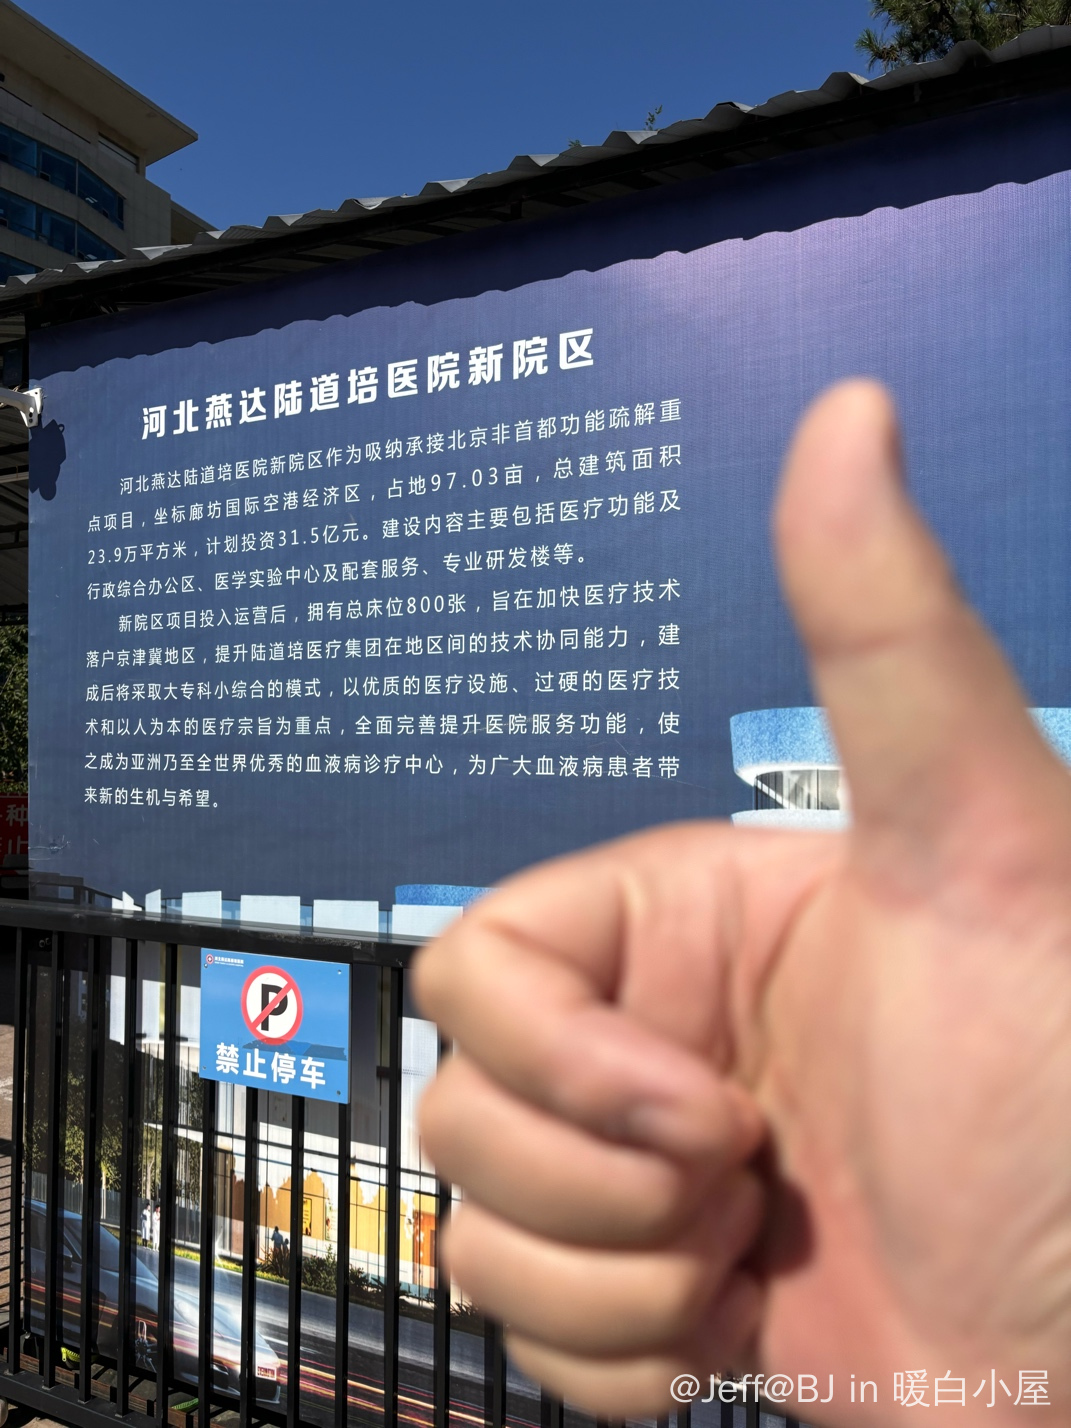 河北燕达陆道培医院新院区
河北燕达陆道培医院新院区作为吸纳承接北京非首都功能疏解重
点项目，坐标廊坊国际空港经济区，占地97.03亩，总建筑面积
23.9万平方米，计划投资31.5亿元。建设内容主要包括医疗功能及
行政综合办公区、医学实验中心及配套服务、专业研发楼等。
新院区项目投入运营后，拥有总床位800张，旨在加快医疗技术
落户京津冀地区，提升陆道培医疗集团在地区间的技术协同能力，建
成后将采取大专科小综合的模式，以优质的医疗设施、过硬的医疗技
术和以人为本的医疗宗旨为重点，全面完善提升医院服务功能，使
之成为亚洲乃至全世界优秀的血液病诊疗中心，为广大血液病患者带
来新的生机与希望。
种
止
P
禁止停车
@Jeff@BJ in 暖白小屋